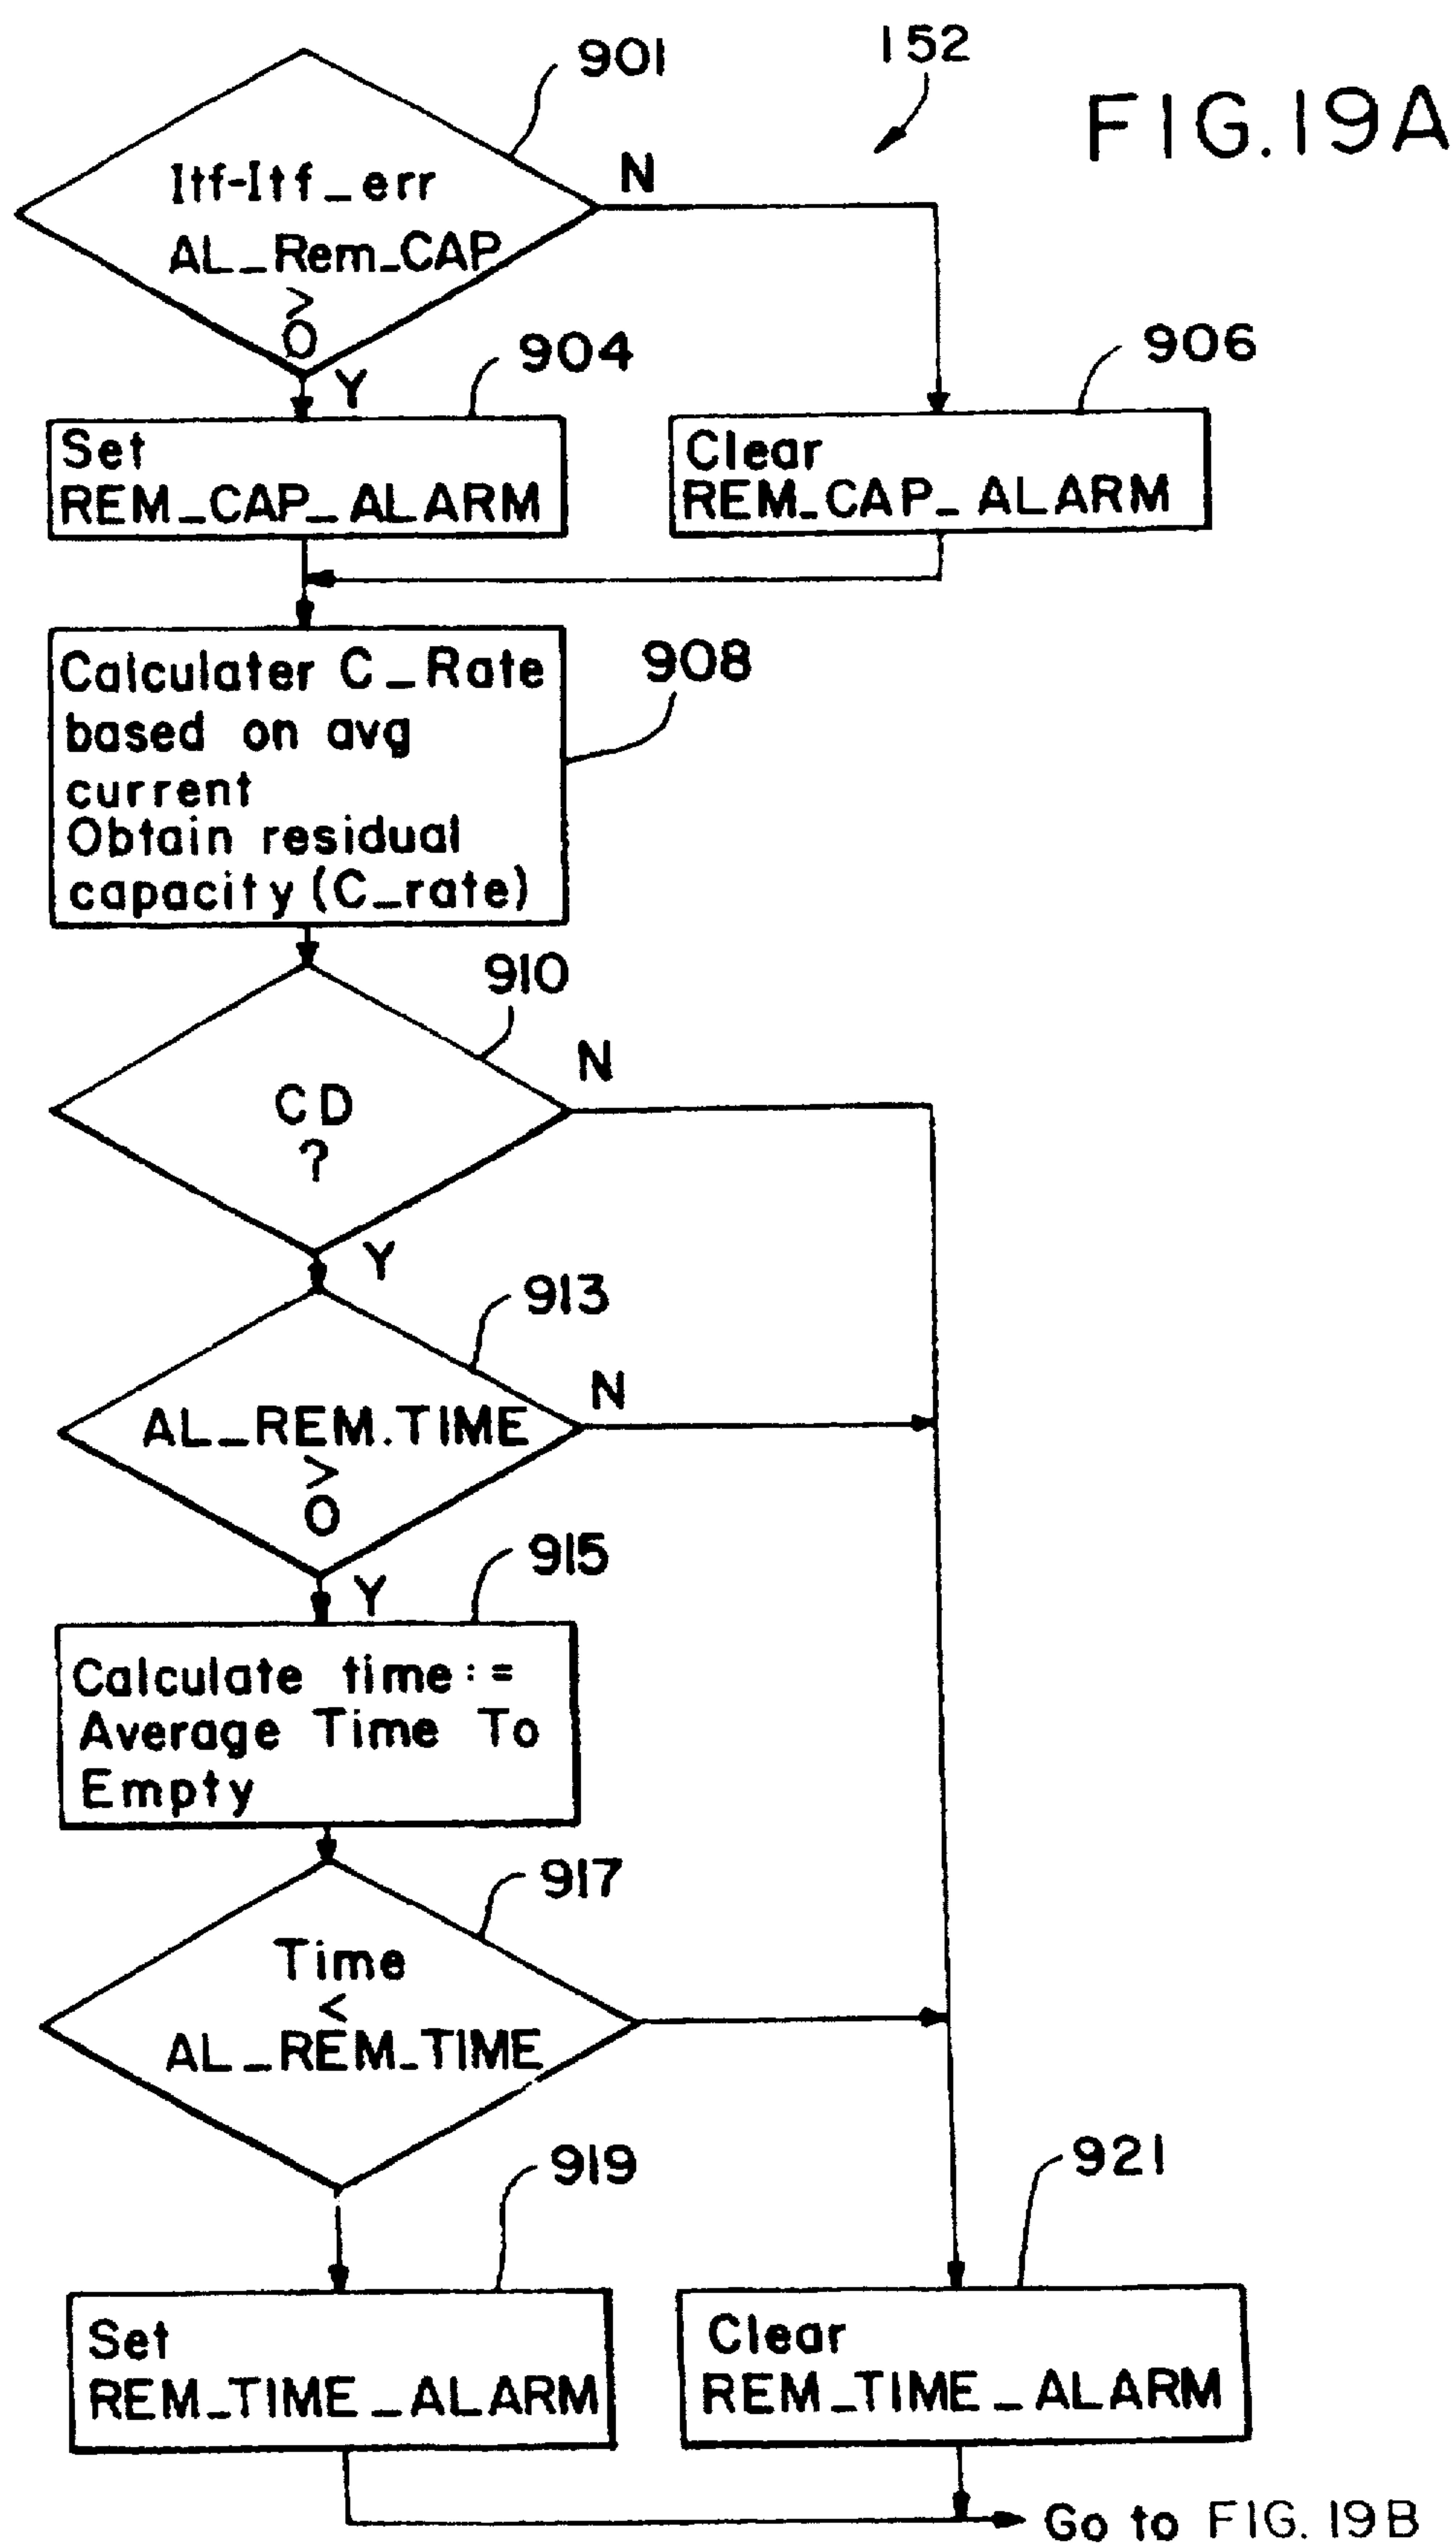 901
152
FIG.19A
Itf-Itf_err
AL_Rem_CAP
>
0
N
Y
904
906
Set
REM_CAP_ALARM
Clear
REM_CAP_ALARM
908
Calculater C_Rate
based on avg
current
Obtain residual
capacity (C_rate)
910
CD
?
N
Y
913
AL_REM.TIME
>
0
N
Y
915
Calculate time:=
Average Time To
Empty
917
Time
<
AL_REM_TIME
919
921
Set
REM_TIME_ALARM
Clear
REM_TIME_ALARM
Go to FIG. 19B